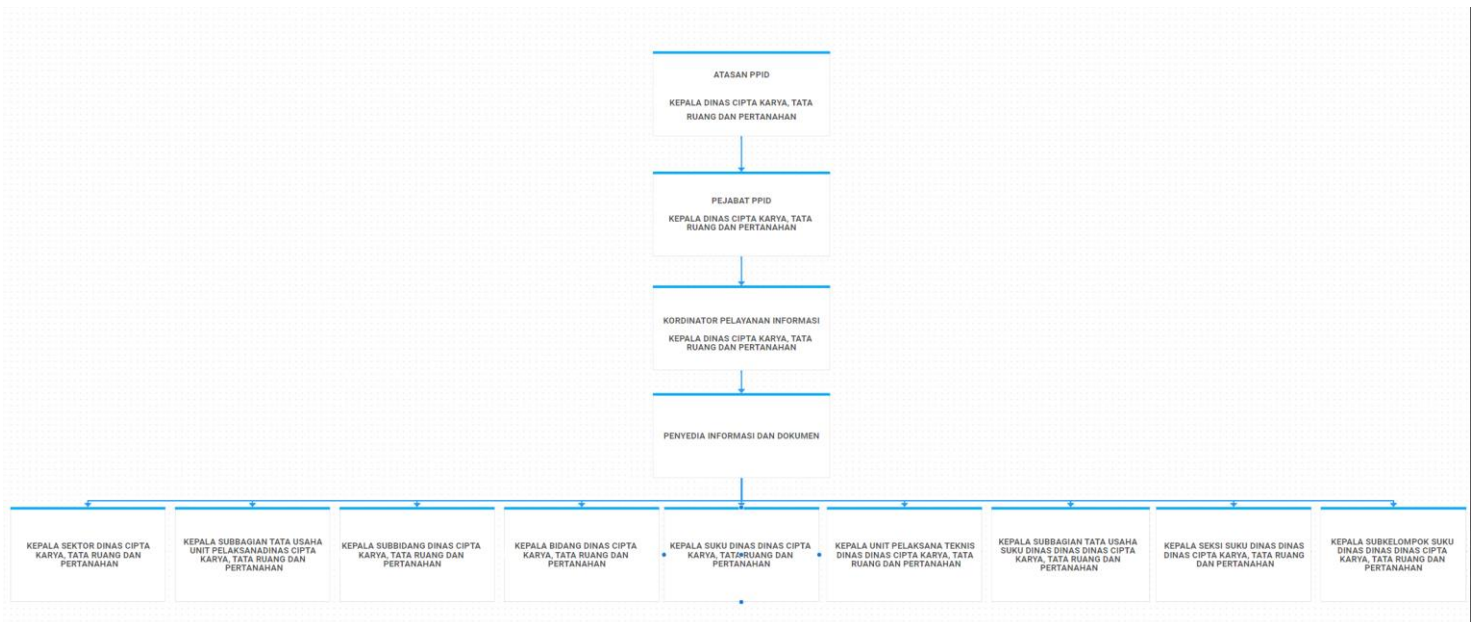 ATASAN PPID
KEPALA DINAS CIPTA KARYA, TATA
RUANG DAN PERTANAHAN
PEJABAT PPID
KEPALA DINAS CIPTA KARYA, TATA
RUANG DAN PERTANAHAN
KORDINATOR PELAYANAN INFORMASI
KEPALA DINAS CIPTA KARYA, TATA
RUANG DAN PERTANAHAN
PENYEDIA INFORMASI DAN DOKUMEN
KEPALA SEKTOR DINAS CIPTA
KARYA, TATA RUANG DAN
PERTANAHAN
KEPALA SUBBAGIAN TATA USAHA
UNIT PELAKSANADINAS CIPTA
KARYA, TATA RUANG DAN
PERTANAHAN
KEPALA SUBBIDANG DINAS CIPTA
KARYA, TATA RUANG DAN
PERTANAHAN
KEPALA BIDANG DINAS CIPTA
KARYA, TATA RUANG DAN
PERTANAHAN
KEPALA SUKU DINAS DINAS CIPTA
KARYA, TATA RUANG DAN
PERTANAHAN
KEPALA UNIT PELAKSANA TEKNIS
DINAS DINAS CIPTA KARYA, TATA
RUANG DAN PERTANAHAN
KEPALA SUBBAGIAN TATA USAHA
SUKU DINAS DINAS DINAS CIPTA
KARYA, TATA RUANG DAN
PERTANAHAN
KEPALA SEKSI SUKU DINAS DINAS
DINAS CIPTA KARYA, TATA RUANG
DAN PERTANAHAN
KEPALA SUBKELOMPOK SUKU
DINAS DINAS DINAS CIPTA
KARYA, TATA RUANG DAN
PERTANAHAN